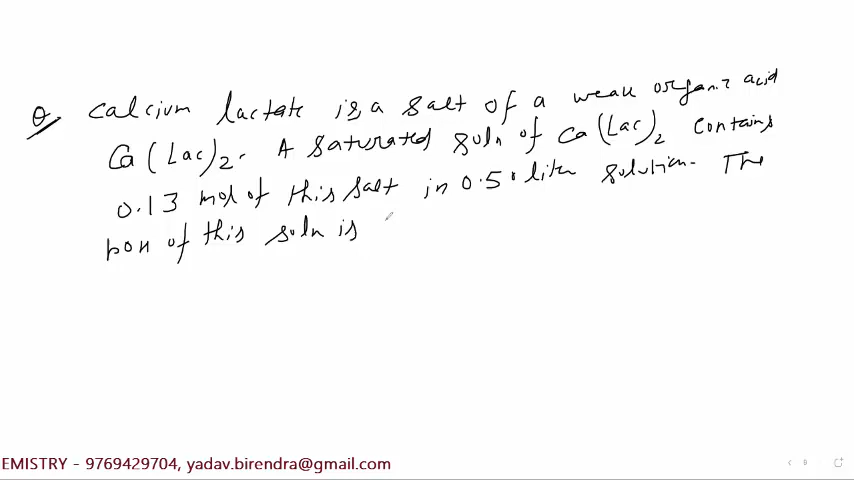 Q. Calcium lactate is a salt of a weak organic acid
Ca(Lac)2. A saturated soln of Ca(Lac)2 contains
0.13 mol of this salt in 0.50 liter solution. The
pOH of this soln is
EMISTRY - 9769429704, yadav.birendra@gmail.com